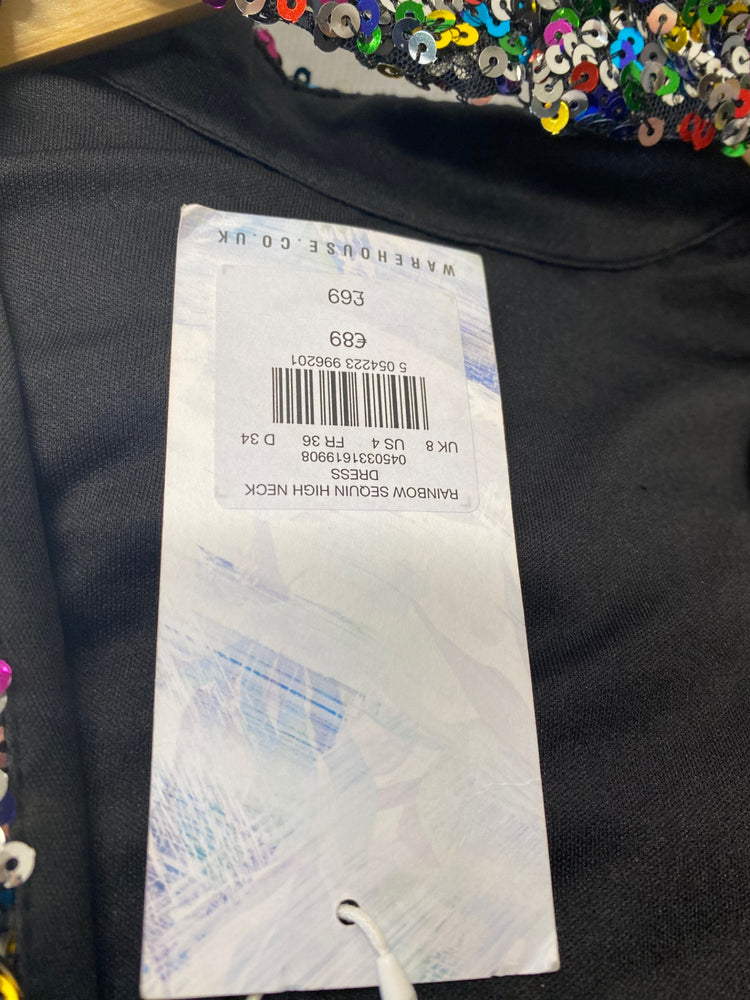 RAINBOW SEQUIN HIGH NECK
DRESS
0450331619908
UK 8 US 4 FR 36 D 34
5 054223 996201
€89
£69
WAREHOUSE.CO.UK